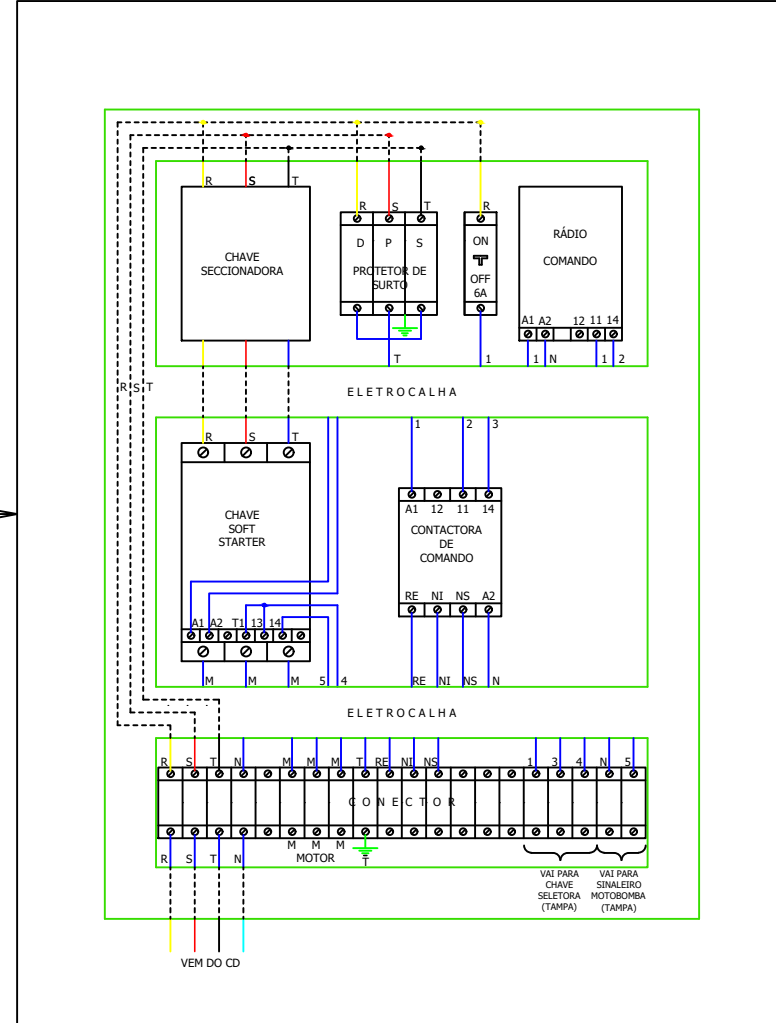 R S T
R S T R R
D P S ON RÁDIO
CHAVE PROTETOR DE OFF COMANDO
SECCIONADORA SURTO 6A
A1 A2 12 11 14
T 1 1 N 1 2
R S T
ELETROCALHA
1 2 3
R S T
A1 12 11 14
CHAVE CONTACTORA
SOFT DE
STARTER COMANDO
RE NI NS A2
A1 A2 T1 13 14
M M M 5 4 RE NI NS N
ELETROCALHA
R S T N M M M T RE NI NS 1 3 4 N 5
CONECTOR
M M M
R S T N MOTOR T
VAI PARA VAI PARA
CHAVE SINALEIRO
SELETORA MOTOBOMBA
(TAMPA) (TAMPA)
VEM DO CD